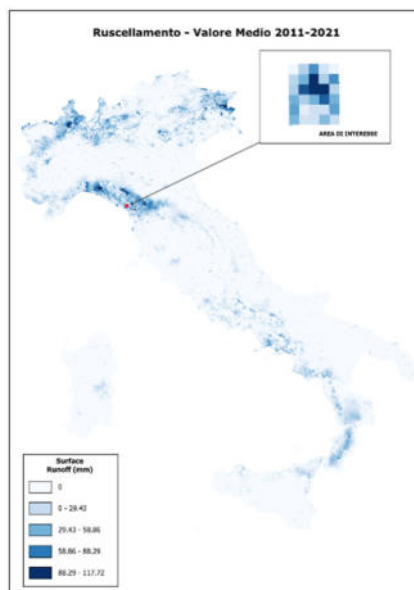 Ruscellamento - Valore Medio 2011-2021
AREA DI INTERESSE
Surface
Runoff (mm)
0
0 - 29.43
29.43 - 58.86
58.86 - 88.29
88.29 - 117.72